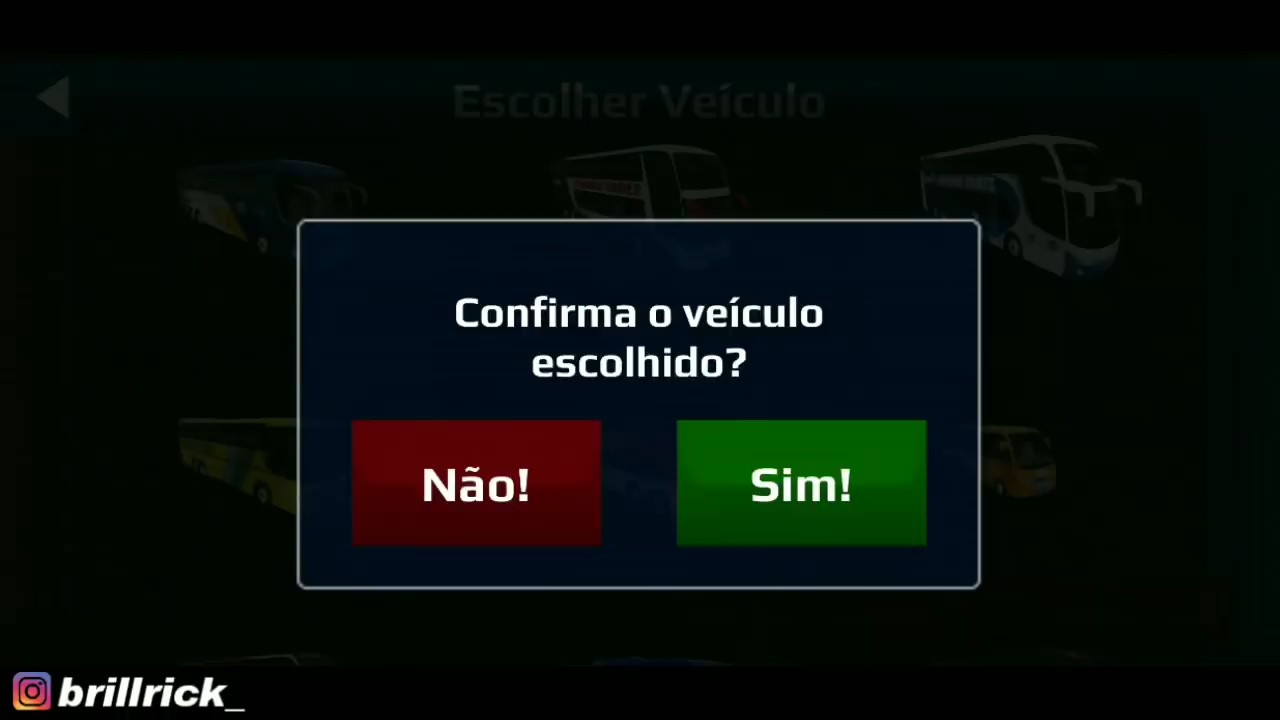 Escolher Veículo
Confirma o veículo
escolhido?
Não!
Sim!
brillrick_